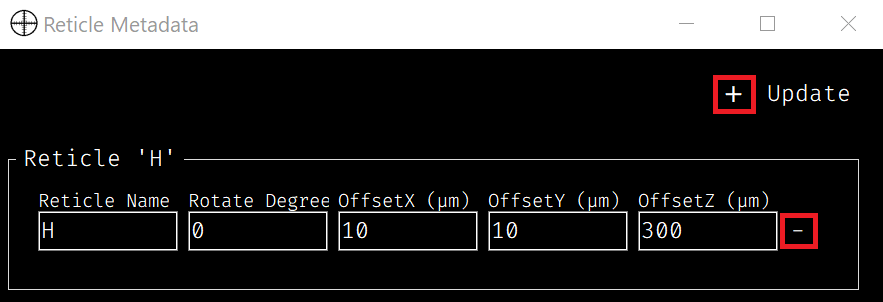 Reticle Metadata
+ Update
Reticle 'H'
Reticle Name Rotate Degree OffsetX (μm) OffsetY (μm) OffsetZ (μm)
H 0 10 10 300 -